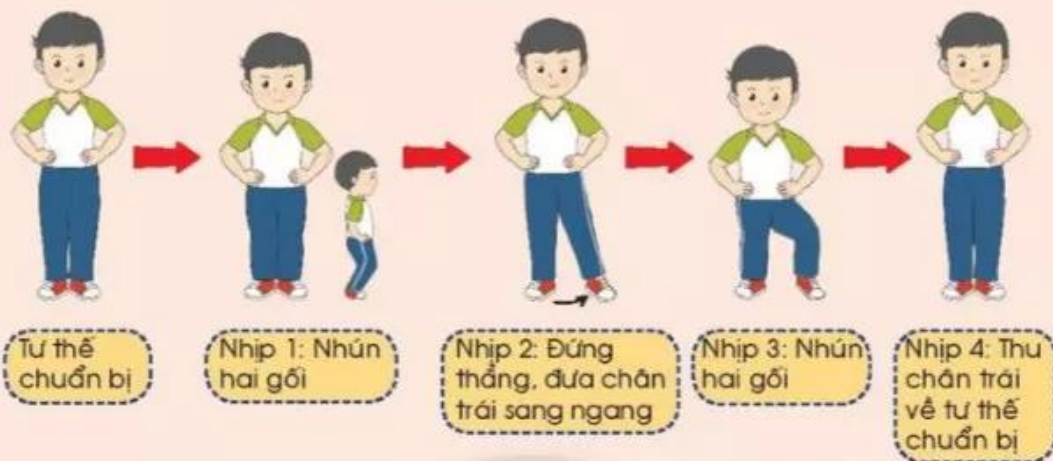 Tư thế
chuẩn bị
Nhịp 1: Nhún
hai gối
Nhịp 2: Đứng
thẳng, đưa chân
trái sang ngang
Nhịp 3: Nhún
hai gối
Nhịp 4: Thu
chân trái
về tư thế
chuẩn bị